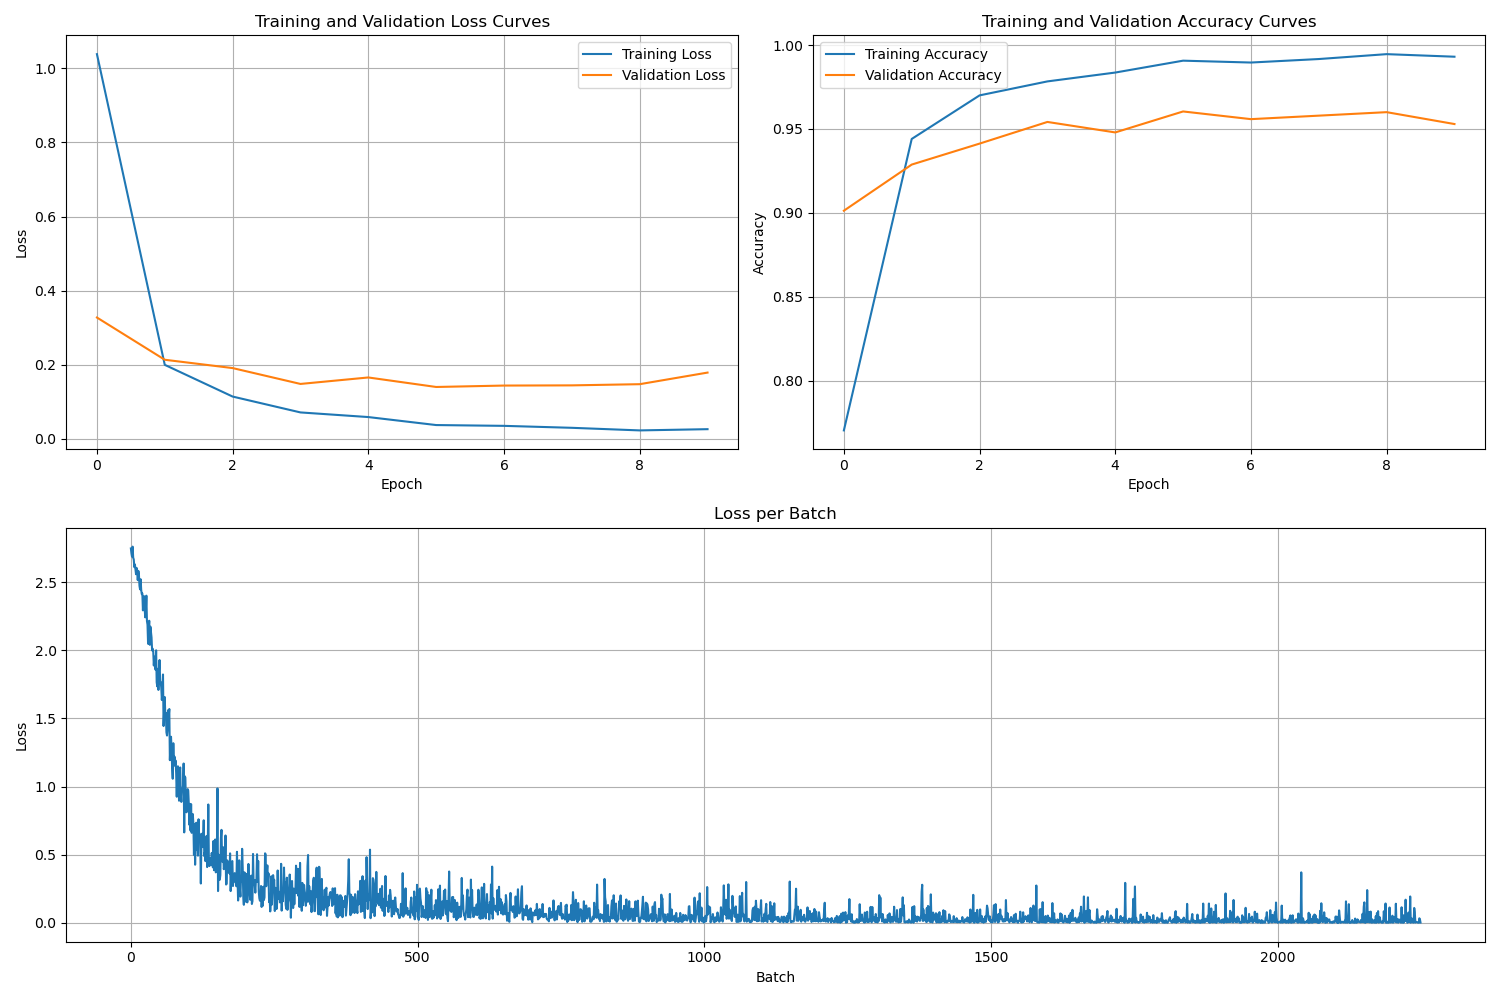 Training and Validation Loss Curves
Training Loss
Validation Loss
1.0
0.8
0.6
0.4
0.2
0.0
Loss
0 2 4 6 8
Epoch
Training and Validation Accuracy Curves
Training Accuracy
Validation Accuracy
1.00
0.95
0.90
0.85
0.80
Accuracy
0 2 4 6 8
Epoch
Loss per Batch
2.5
2.0
1.5
1.0
0.5
0.0
Loss
0 500 1000 1500 2000
Batch